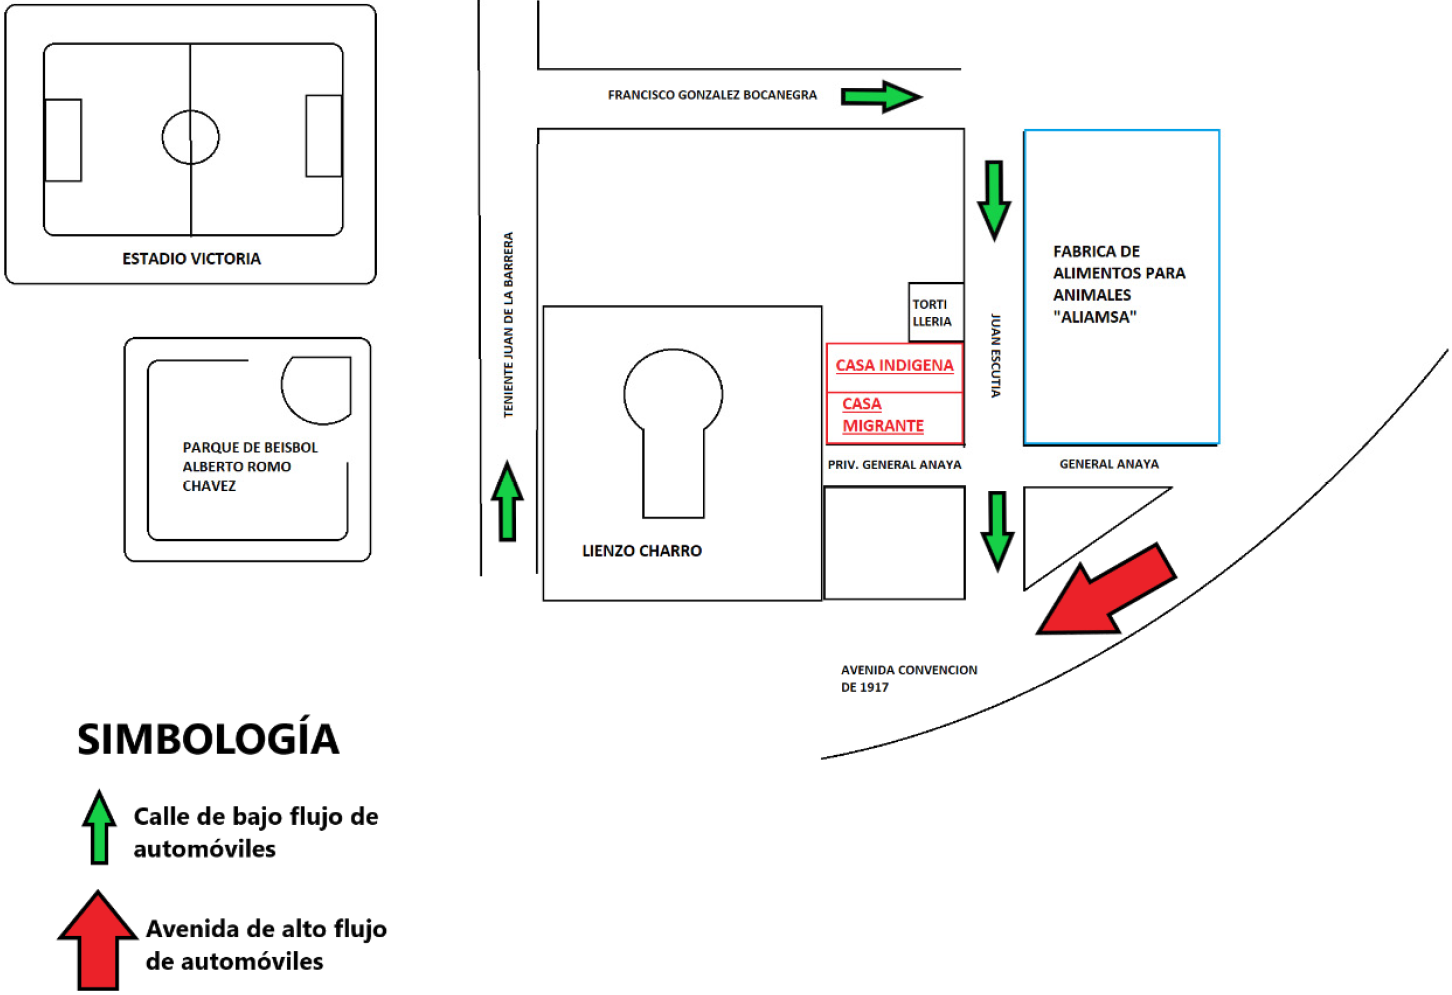 FRANCISCO GONZALEZ BOCANEGRA
ESTADIO VICTORIA
TENIENTE JUAN DE LA BARRERA
FABRICA DE
ALIMENTOS PARA
ANIMALES
"ALIAMSA"
TORTI
LLERIA
JUAN ESCUTIA
CASA INDIGENA
CASA
MIGRANTE
PARQUE DE BEISBOL
ALBERTO ROMO
CHAVEZ
PRIV. GENERAL ANAYA
GENERAL ANAYA
LIENZO CHARRO
AVENIDA CONVENCION
DE 1917
SIMBOLOGÍA
Calle de bajo flujo de
automóviles
Avenida de alto flujo
de automóviles